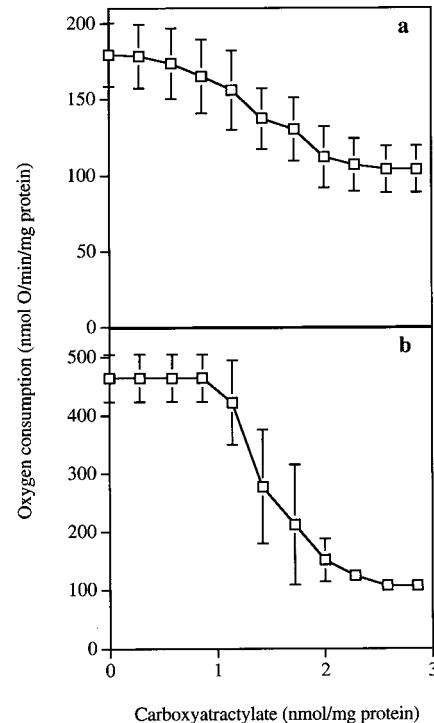 a
200
150
100
50
0
b
500
400
300
200
100
0
0 1 2 3
Oxygen consumption (nmol O/min/mg protein)
Carboxyatractylate (nmol/mg protein)